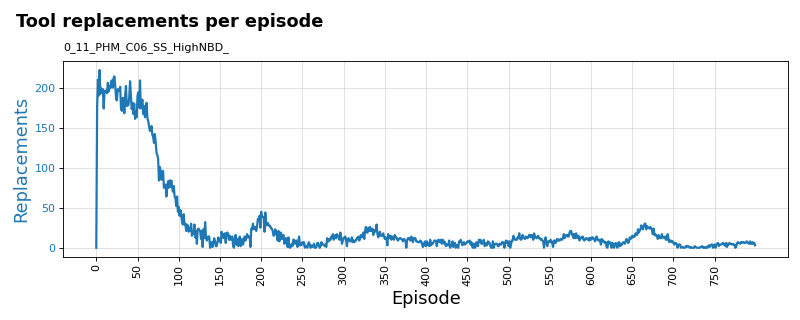 Tool replacements per episode
0_11_PHM_C06_SS_HighNBD_
Replacements
200
150
100
50
0
0 50 100 150 200 250 300 350 400 450 500 550 600 650 700 750
Episode